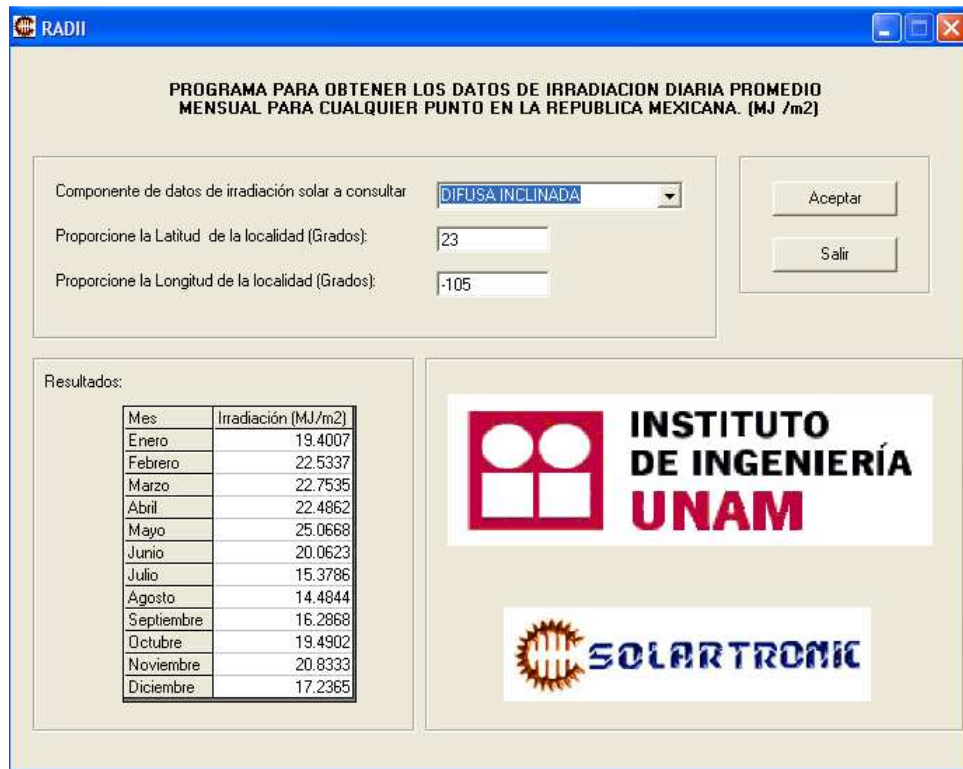 RADII
PROGRAMA PARA OBTENER LOS DATOS DE IRRADIACION DIARIA PROMEDIO
MENSUAL PARA CUALQUIER PUNTO EN LA REPUBLICA MEXICANA. (MJ /m2)
Componente de datos de irradiación solar a consultar
DIFUSA INCLINADA
Proporcione la Latitud de la localidad (Grados):
23
Proporcione la Longitud de la localidad (Grados):
-105
Aceptar
Salir
Resultados:
Mes Irradiación (MJ/m2)
Enero 19.4007
Febrero 22.5337
Marzo 22.7535
Abril 22.4862
Mayo 25.0668
Junio 20.0623
Julio 15.3786
Agosto 14.4844
Septiembre 16.2868
Octubre 19.4902
Noviembre 20.8333
Diciembre 17.2365
INSTITUTO
DE INGENIERÍA
UNAM
SOLARTRONIC